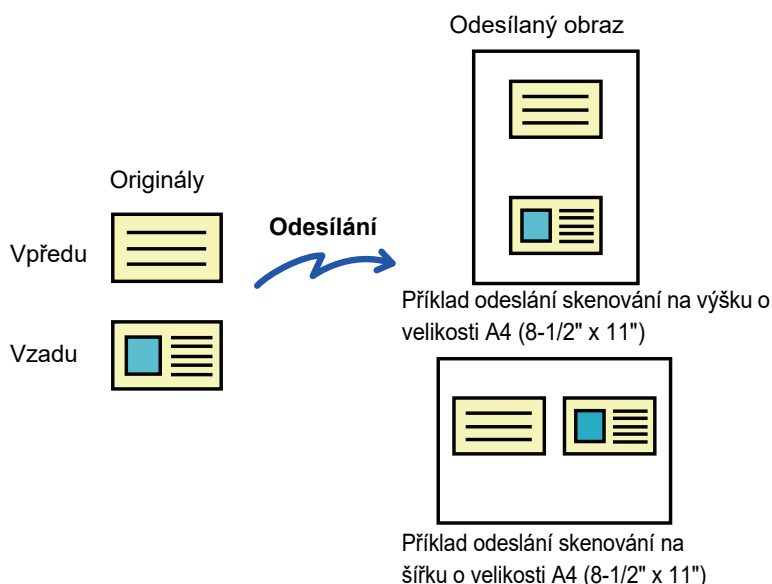 Odesílaný obraz
Originály
Vpředu
Odesílání
Vzadu
Příklad odeslání skenování na výšku o
velikosti A4 (8-1/2" x 11")
Příklad odeslání skenování na
šířku o velikosti A4 (8-1/2" x 11")